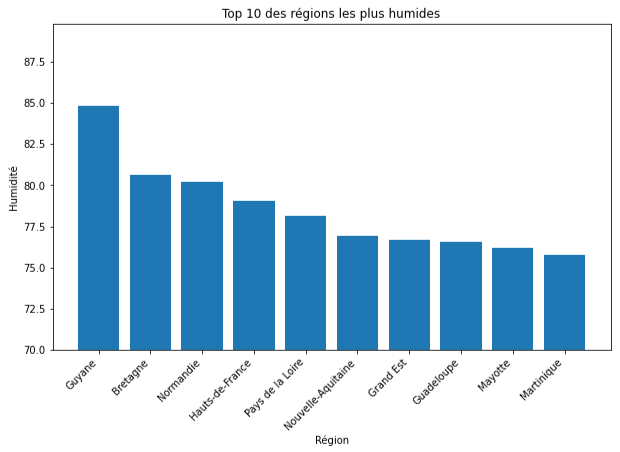 Top 10 des régions les plus humides
Humidité
87.5
85.0
82.5
80.0
77.5
75.0
72.5
70.0
Guyane
Bretagne
Normandie
Hauts-de-France
Pays de la Loire
Nouvelle-Aquitaine
Grand Est
Guadeloupe
Mayotte
Martinique
Région